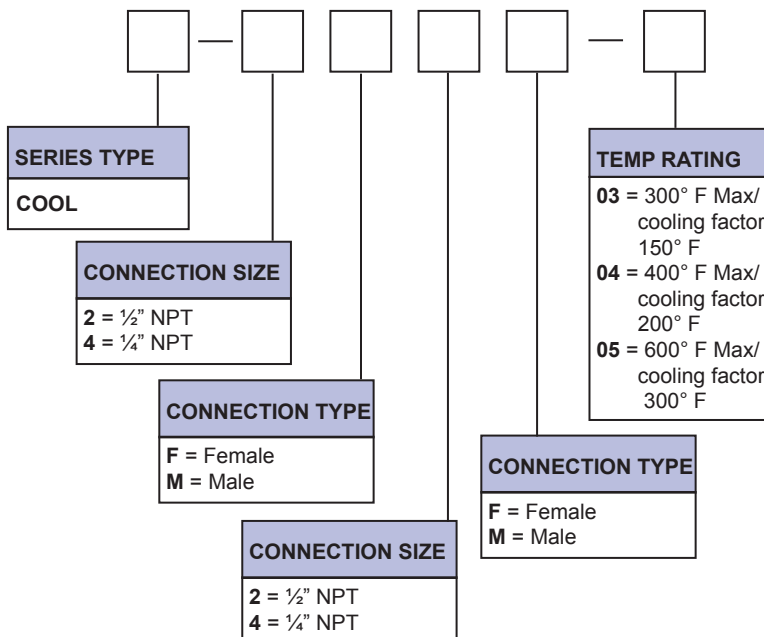 SERIES TYPE
COOL
CONNECTION SIZE
2 = ½” NPT
4 = ¼” NPT
CONNECTION TYPE
F = Female
M = Male
CONNECTION SIZE
2 = ½” NPT
4 = ¼” NPT
CONNECTION TYPE
F = Female
M = Male
TEMP RATING
03 = 300° F Max/
cooling factor
150° F
04 = 400° F Max/
cooling factor
200° F
05 = 600° F Max/
cooling factor
300° F